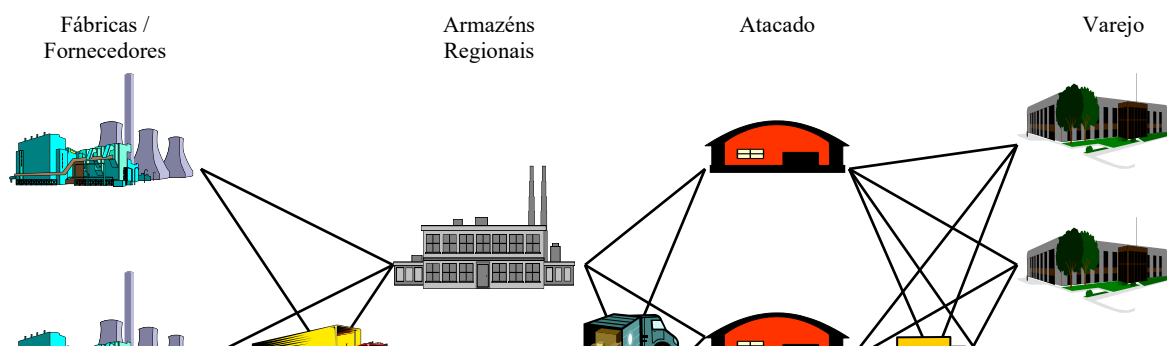 Fábricas /
Fornecedores
Armazéns
Regionais
Atacado
Varejo